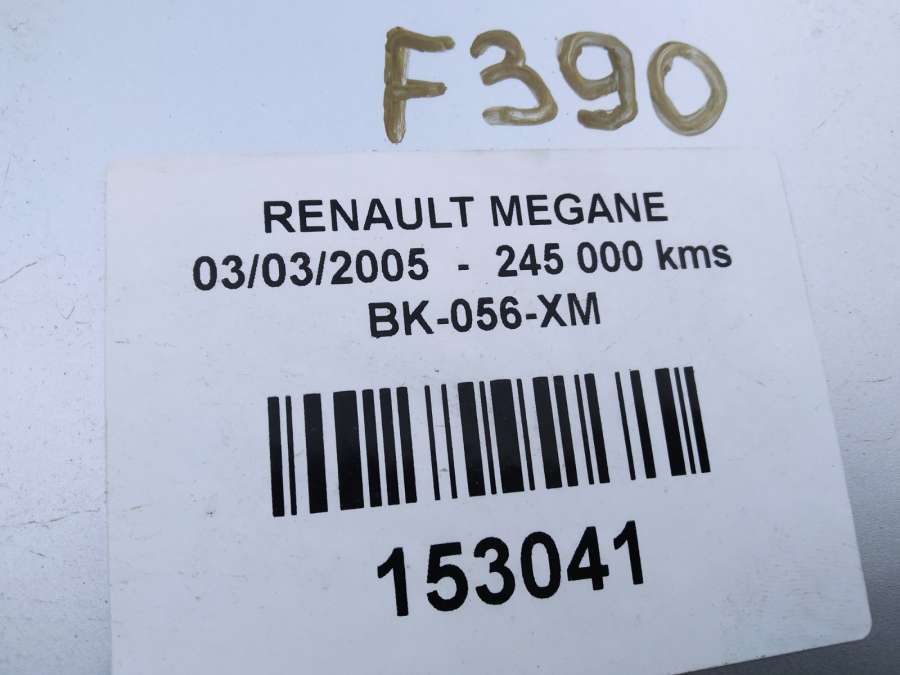 F390
RENAULT MEGANE
03/03/2005 - 245 000 kms
BK-056-XM
153041